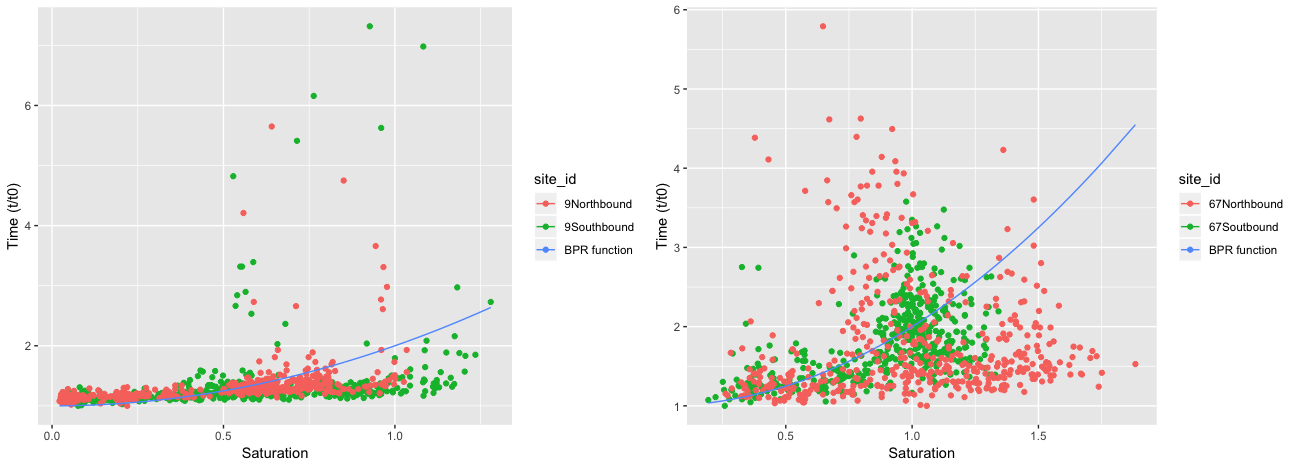 Time (t/t0)
6
4
2
0.0
0.5
1.0
Saturation
site_id
9Northbound
9Southbound
BPR function
Time (t/t0)
6
5
4
3
2
1
0.5
1.0
1.5
Saturation
site_id
67Northbound
67Soutbound
BPR function